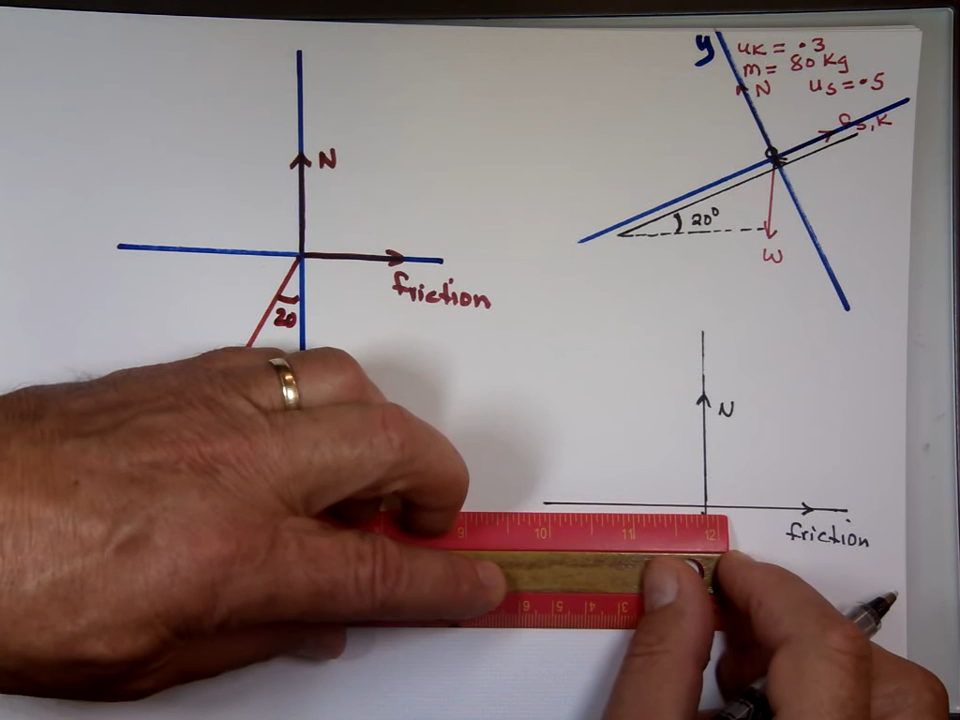 y
uk = .3
m = 80 kg
us = .5
N
fs,k
20°
W
N
friction
20
N
friction
9 10 11 12
6 5 4 3